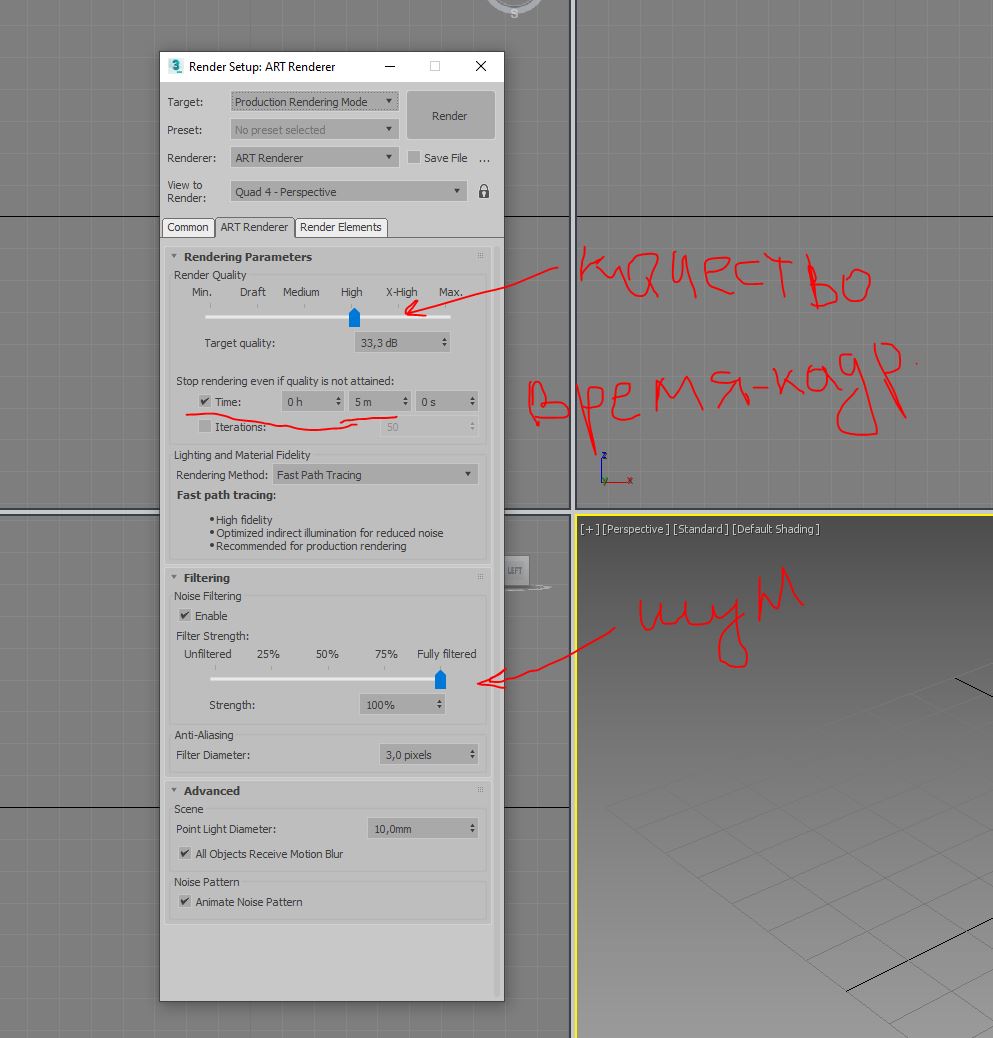 S
3 Render Setup: ART Renderer
Target: Production Rendering Mode
Render
Preset: No preset selected
Renderer: ART Renderer Save File ...
View to Render: Quad 4 - Perspective
Common ART Renderer Render Elements
Rendering Parameters
Render Quality
Min. Draft Medium High X-High Max.
качество
Target quality: 33,3 dB
Stop rendering even if quality is not attained:
Time: 0 h 5 m 0 s
время-кадр
Iterations: 50
Lighting and Material Fidelity
Rendering Method: Fast Path Tracing
z
y x
Fast path tracing:
• High fidelity
• Optimized indirect illumination for reduced noise
• Recommended for production rendering
[+] [Perspective] [Standard] [Default Shading]
LEFT
Filtering
Noise Filtering
Enable
шум
Filter Strength:
Unfiltered 25% 50% 75% Fully filtered
Strength: 100%
Anti-Aliasing
Filter Diameter: 3,0 pixels
Advanced
Scene
Point Light Diameter: 10,0mm
All Objects Receive Motion Blur
Noise Pattern
Animate Noise Pattern